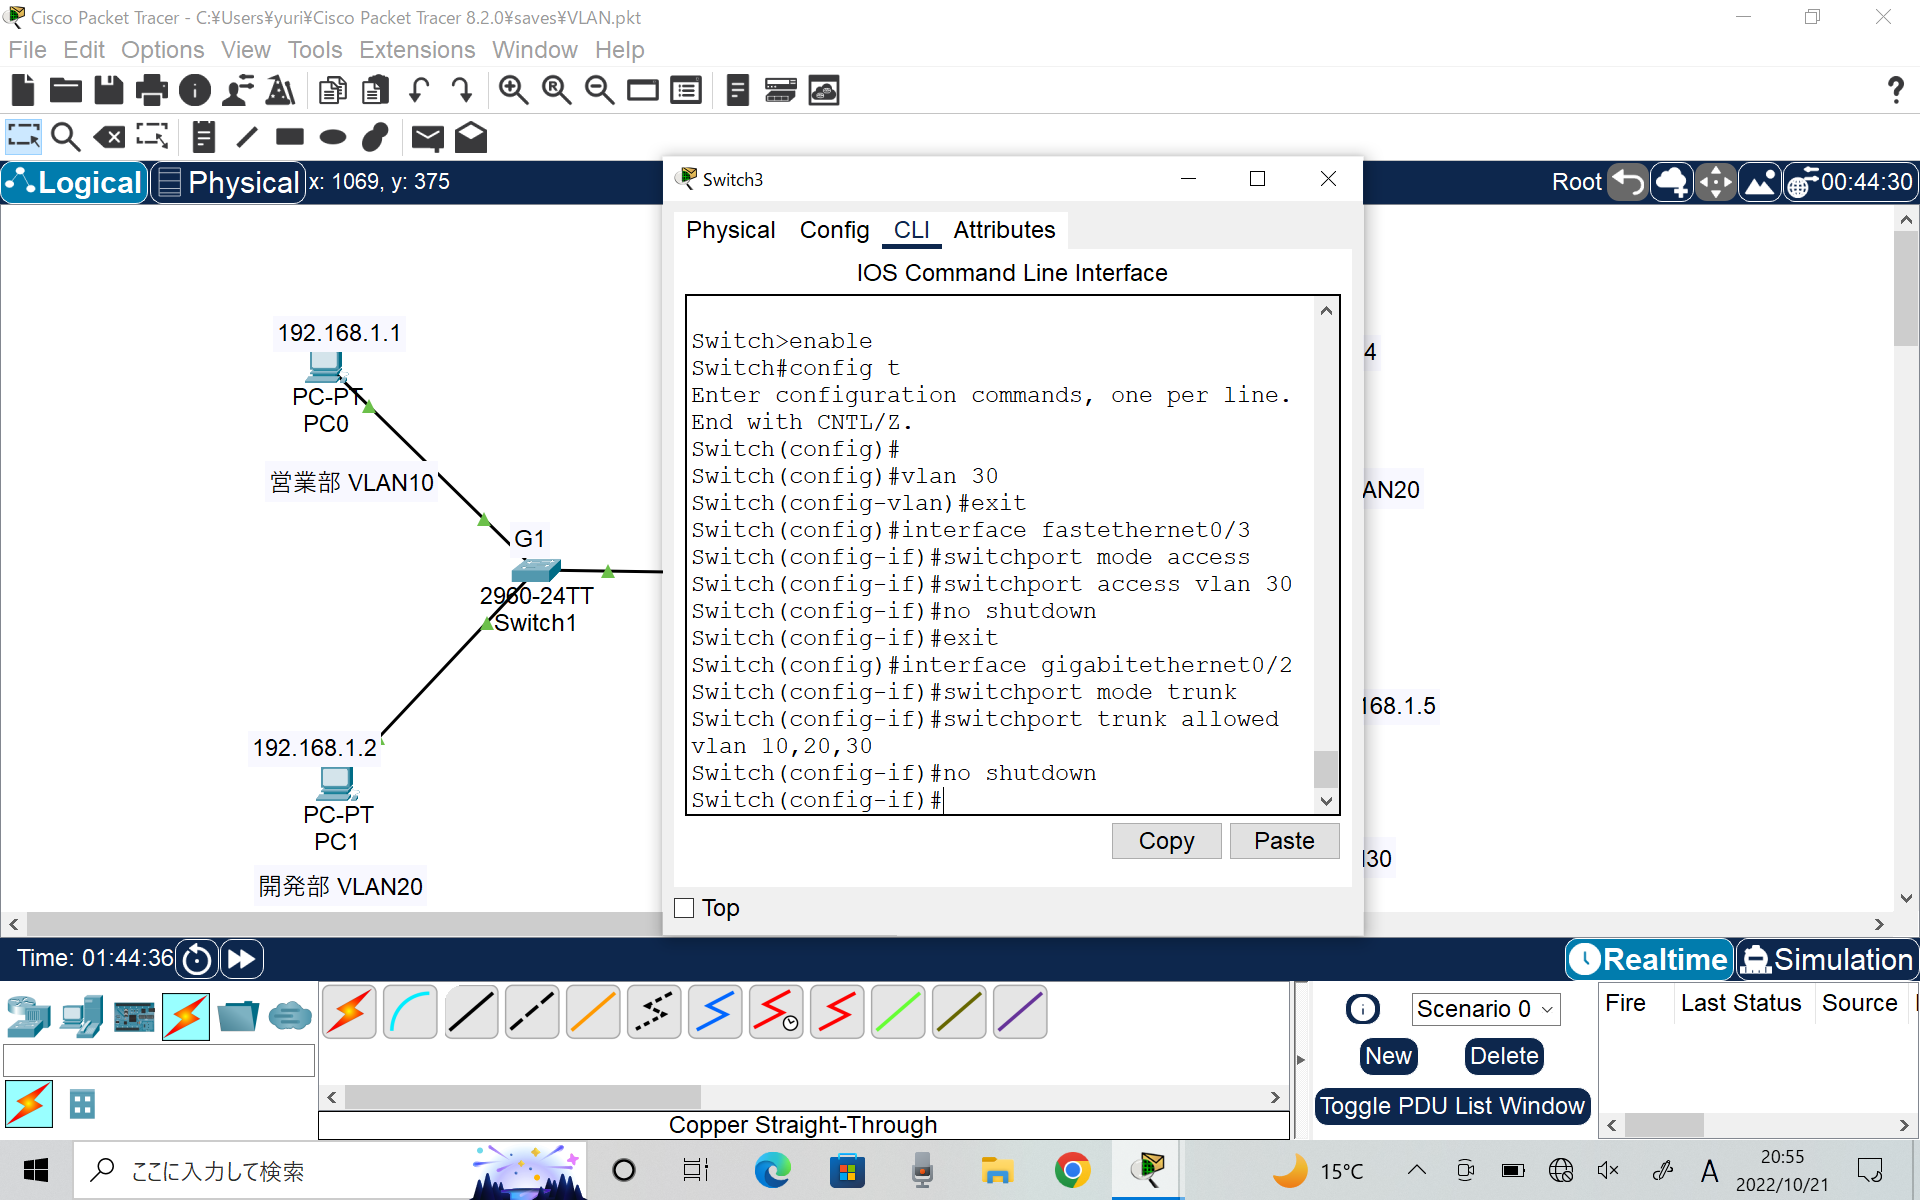 Cisco Packet Tracer - C:¥Users¥yuri¥Cisco Packet Tracer 8.2.0¥saves¥VLAN.pkt
File Edit Options View Tools Extensions Window Help
Logical Physical x: 1069, y: 375
Root 00:44:30
Switch3
Physical Config CLI Attributes
IOS Command Line Interface
Switch>enable
Switch#config t
Enter configuration commands, one per line.
End with CNTL/Z.
Switch(config)#
Switch(config)#vlan 30
Switch(config-vlan)#exit
Switch(config)#interface fastethernet0/3
Switch(config-if)#switchport mode access
Switch(config-if)#switchport access vlan 30
Switch(config-if)#no shutdown
Switch(config-if)#exit
Switch(config)#interface gigabitethernet0/2
Switch(config-if)#switchport mode trunk
Switch(config-if)#switchport trunk allowed
vlan 10,20,30
Switch(config-if)#no shutdown
Switch(config-if)#
Copy Paste
Top
192.168.1.1
PC-PT
PC0
営業部 VLAN10
G1
2960-24TT
Switch1
192.168.1.2
PC-PT
PC1
開発部 VLAN20
4
AN20
168.1.5
30
Time: 01:44:36
Realtime Simulation
Scenario 0
New Delete
Toggle PDU List Window
Fire Last Status Source
Copper Straight-Through
ここに入力して検索
15°C
A
20:55
2022/10/21